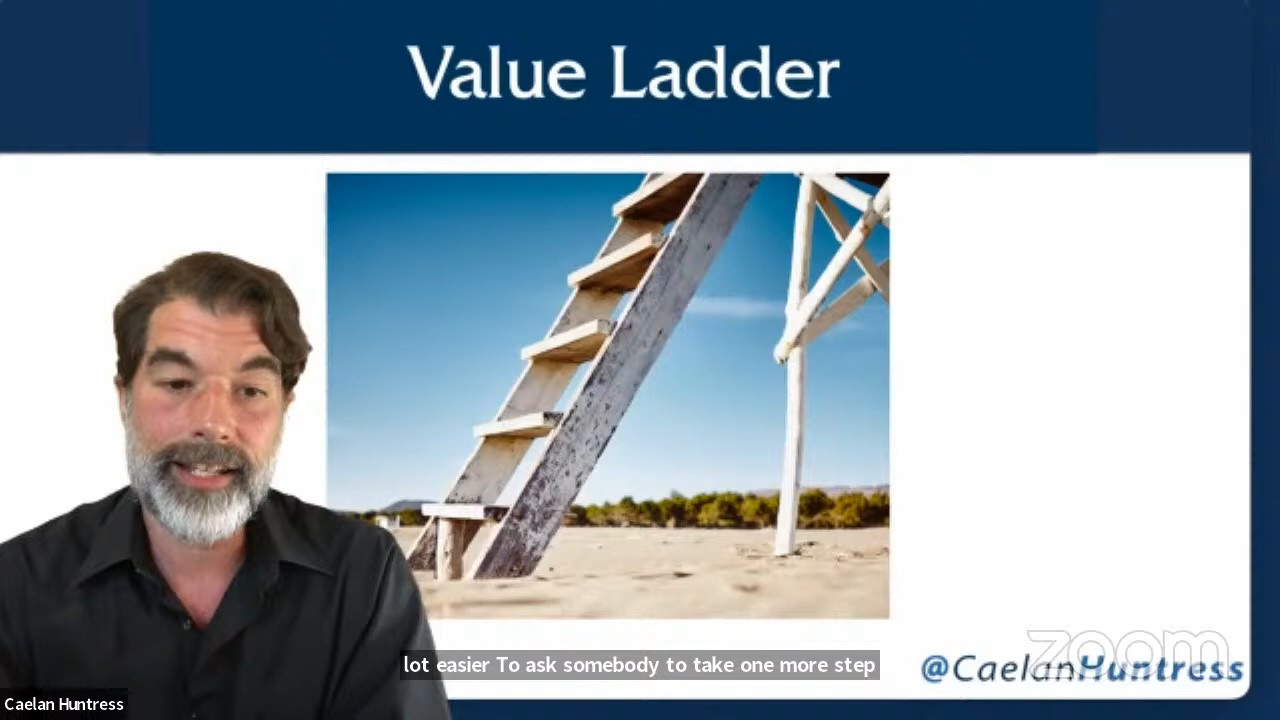 Value Ladder
lot easier To ask somebody to take one more step
zoom
@CaelanHuntress
Caelan Huntress